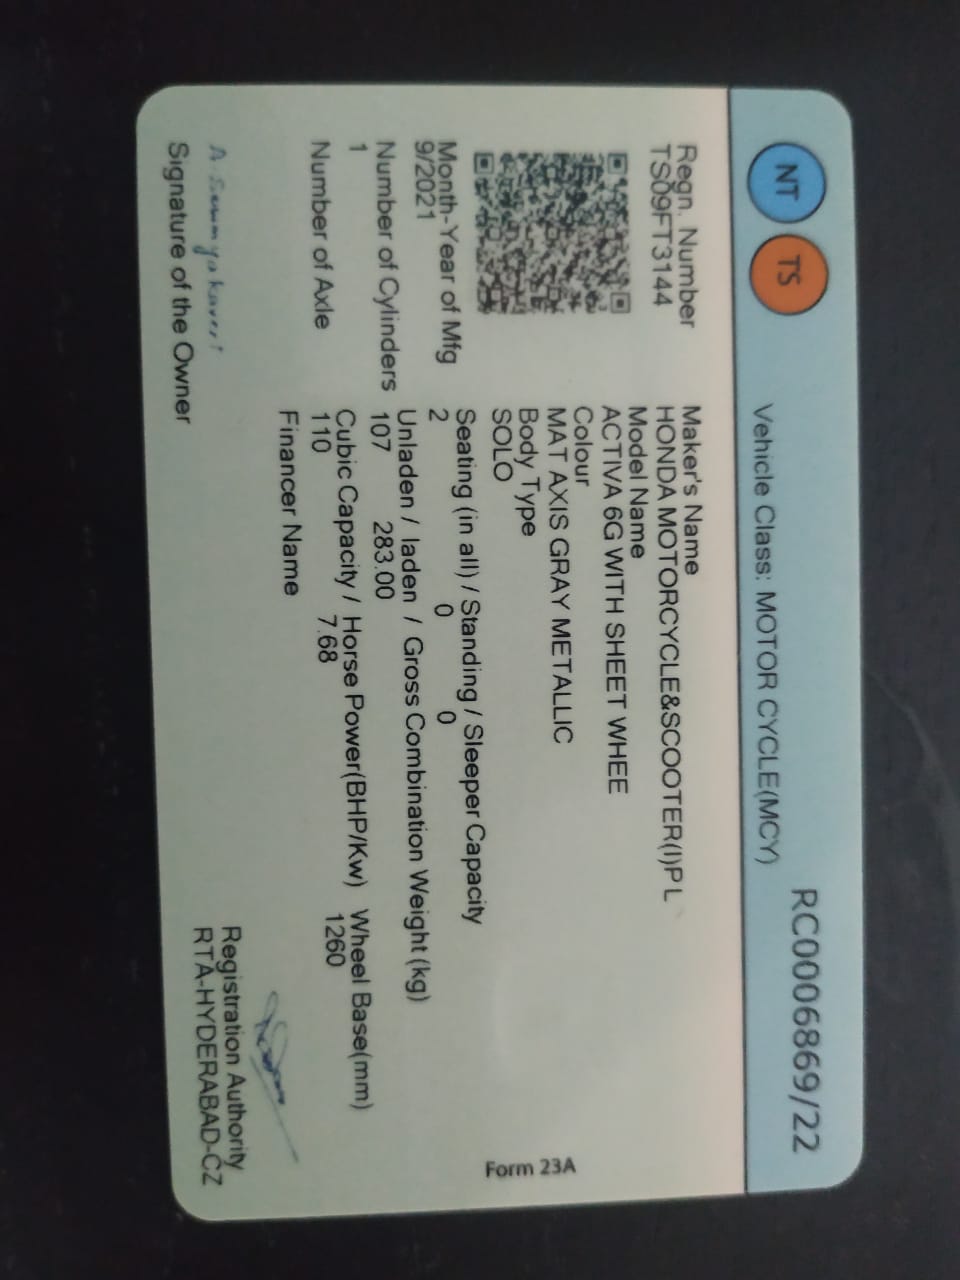 NT TS
RC0006869/22
Vehicle Class: MOTOR CYCLE(MCY)
Regn. Number
TS09FT3144
Maker's Name
HONDA MOTORCYCLE&SCOOTER(I)P L
Model Name
ACTIVA 6G WITH SHEET WHEE
Colour
MAT AXIS GRAY METALLIC
Body Type
SOLO
Form 23A
Month-Year of Mfg
9/2021
Seating (in all) / Standing / Sleeper Capacity
2 0 0
Number of Cylinders
1
Unladen / laden / Gross Combination Weight (kg)
107 283.00
Number of Axle
Cubic Capacity / Horse Power(BHP/Kw) Wheel Base(mm)
110 7.68 1260
Financer Name
Signature of the Owner
Registration Authority
RTA-HYDERABAD-CZ